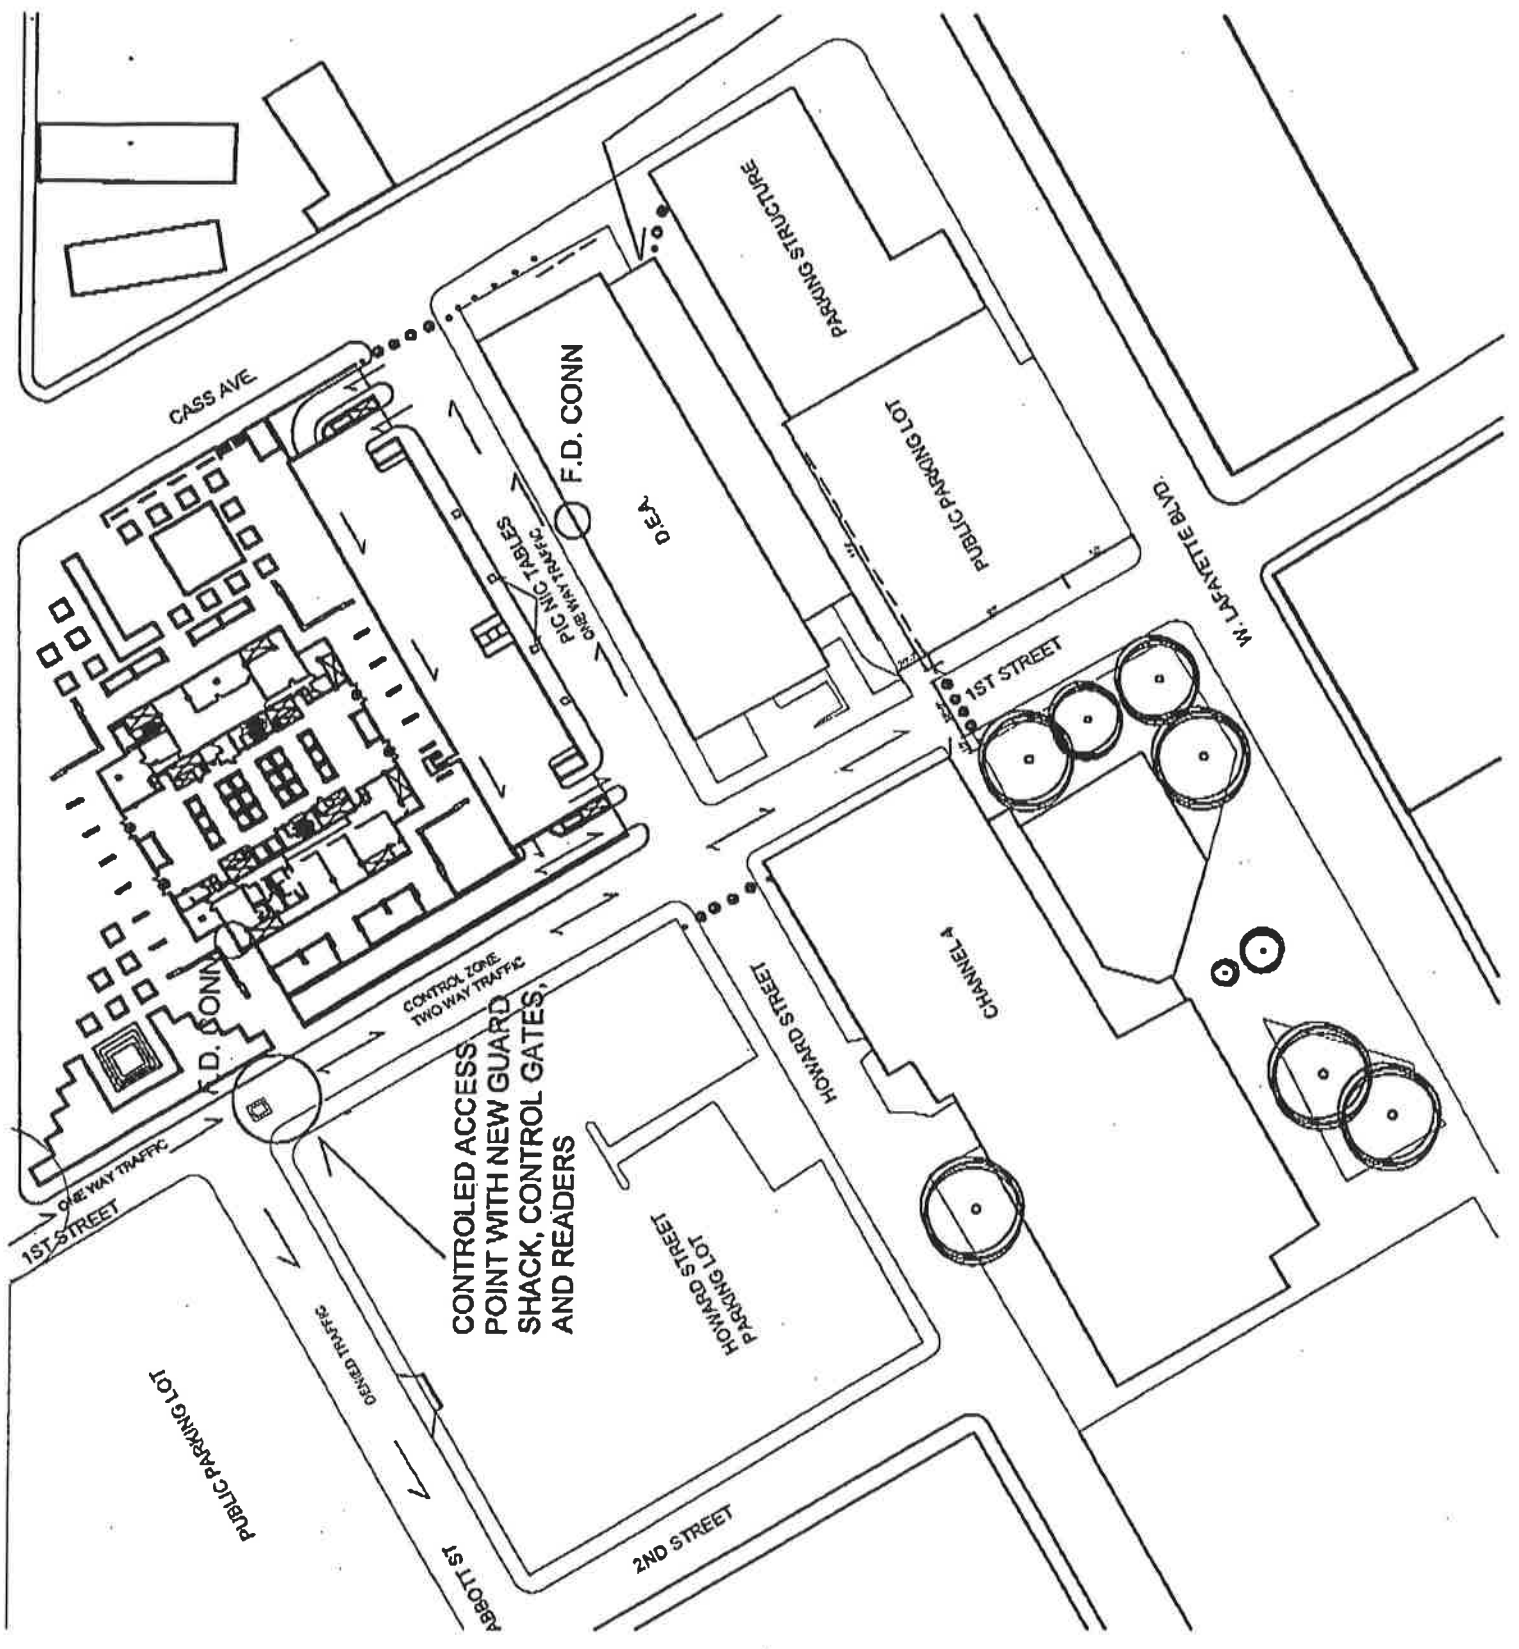 CASS AVE.
PARKING STRUCTURE
F.D. CONN
D.E.A.
PUBLIC PARKING LOT
PIC NIC TABLES
ONE WAY TRAFFIC
W. LAFAYETTE BLVD.
1ST STREET
F.D. CONN
CONTROL ZONE
TWO WAY TRAFFIC
CHANNEL 4
HOWARD STREET
CONTROLED ACCESS
POINT WITH NEW GUARD
SHACK, CONTROL GATES,
AND READERS
ONE WAY TRAFFIC
1ST STREET
HOWARD STREET
PARKING LOT
DENIED TRAFFIC
PUBLIC PARKING LOT
2ND STREET
ABBOTT ST